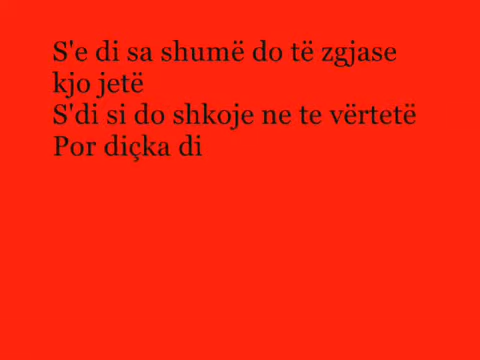 S'e di sa shumë do të zgjase
kjo jetë
S'di si do shkoje ne te vërtetë
Por diçka di